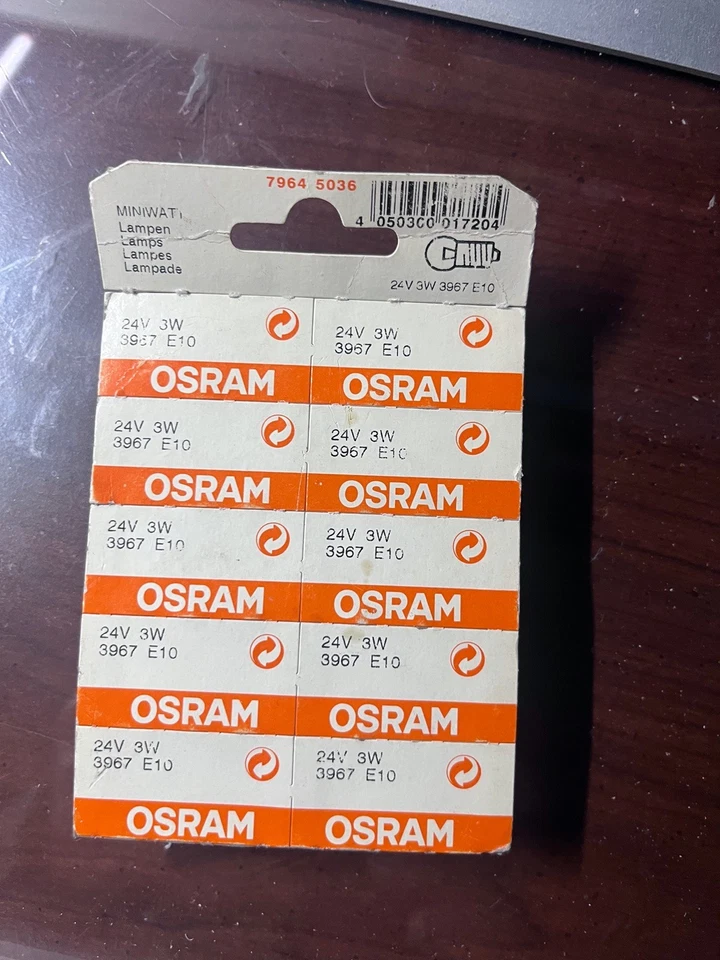 7964 5036
4 050300 017204
MINIWATT
Lampen
Lamps
Lampes
Lampade
24V 3W 3967 E10
24V 3W
3967 E10
OSRAM
24V 3W
3967 E10
OSRAM
24V 3W
3967 E10
OSRAM
24V 3W
3967 E10
OSRAM
24V 3W
3967 E10
OSRAM
24V 3W
3967 E10
OSRAM
24V 3W
3967 E10
OSRAM
24V 3W
3967 E10
OSRAM
24V 3W
3967 E10
OSRAM
24V 3W
3967 E10
OSRAM